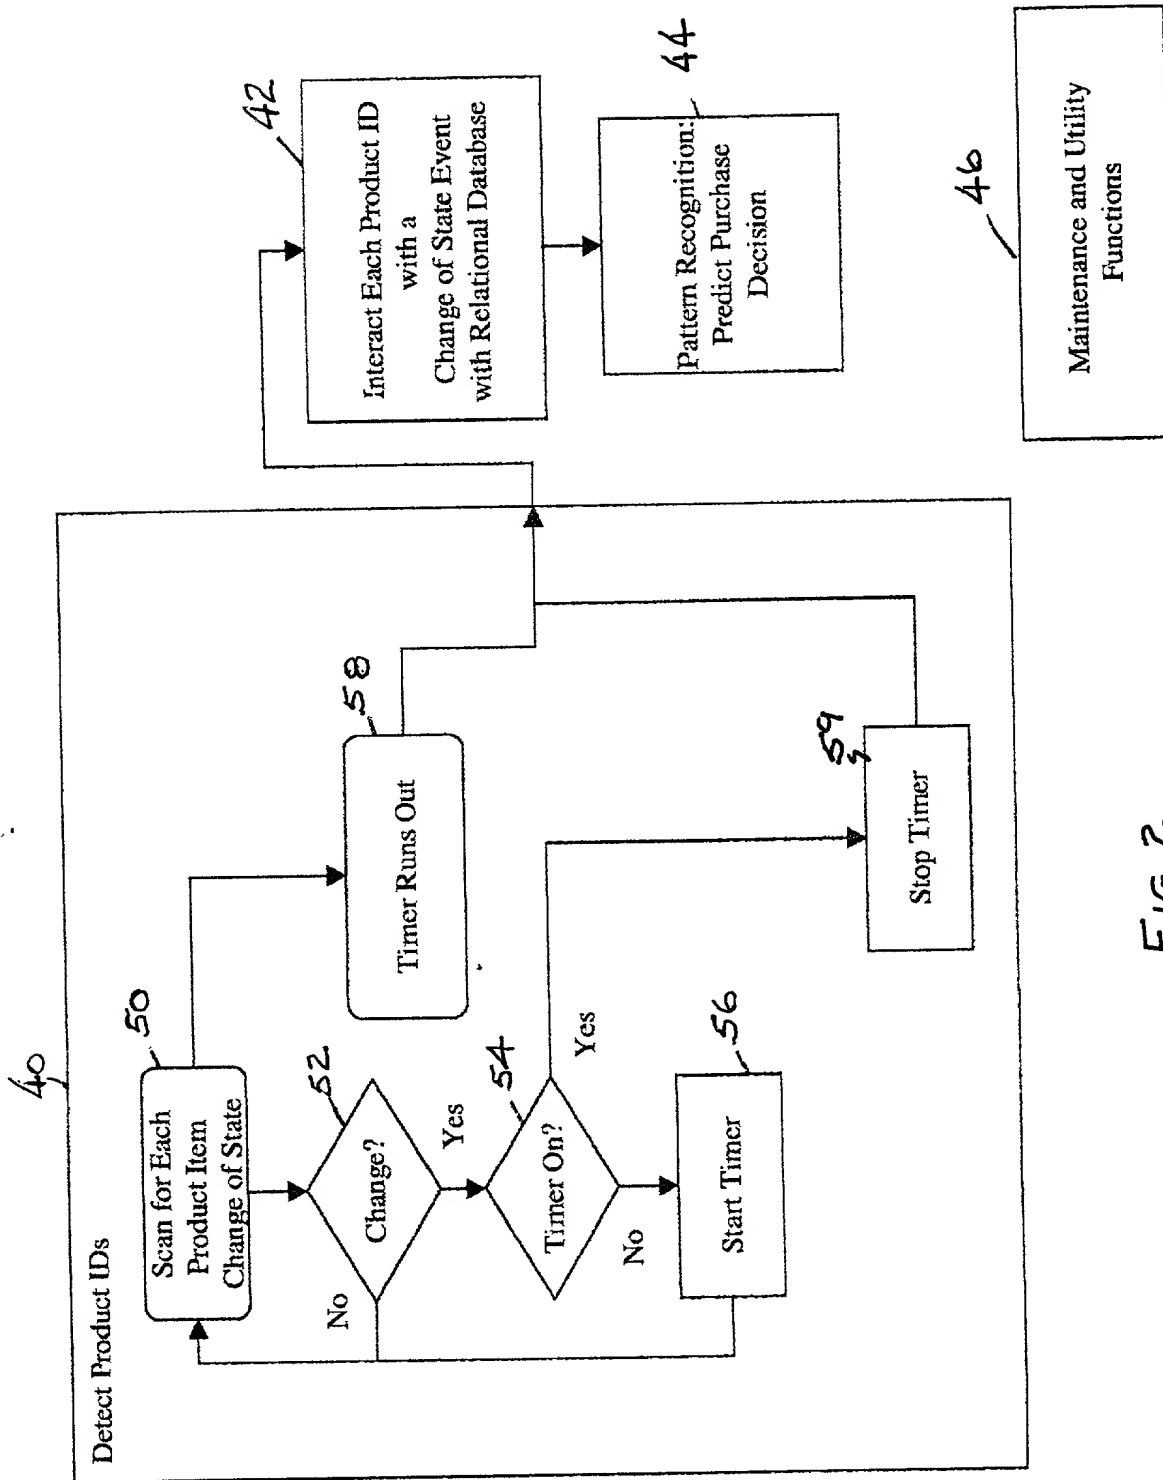 40
Detect Product IDs
50
Scan for Each
Product Item
Change of State
52
Change?
No
Yes
54
Timer On?
Yes
No
56
Start Timer
58
Timer Runs Out
59
Stop Timer
42
Interact Each Product ID
with a
Change of State Event
with Relational Database
44
Pattern Recognition:
Predict Purchase
Decision
46
Maintenance and Utility
Functions